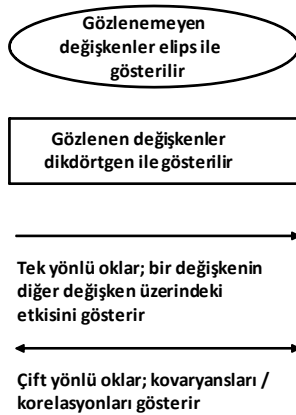 Gözlenemeyen
değişkenler elips ile
gösterilir
Gözlenen değişkenler
dikdörtgen ile gösterilir
Tek yönlü oklar; bir değişkenin
diğer değişken üzerindeki
etkisini gösterir
Çift yönlü oklar; kovaryansları /
korelasyonları gösterir